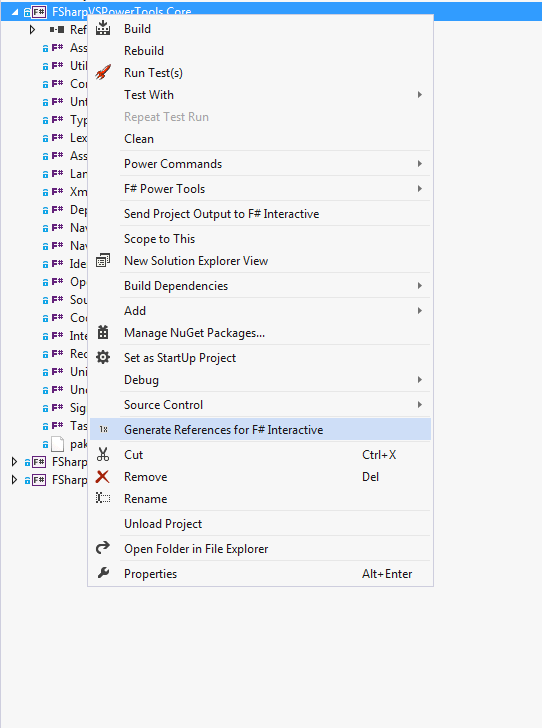 FSharpVSPowerTools.Core
Ref
Ass
Util
Cor
Unt
Typ
Lex
Ass
Lan
Xm
Dep
Nav
Nav
Ide
Ope
Sou
Coc
Inte
Rec
Uni
Unc
Sig
Tas
pak
FSharp
FSharp
Build
Rebuild
Run Test(s)
Test With
Repeat Test Run
Clean
Power Commands
F# Power Tools
Send Project Output to F# Interactive
Scope to This
New Solution Explorer View
Build Dependencies
Add
Manage NuGet Packages...
Set as StartUp Project
Debug
Source Control
Generate References for F# Interactive
Cut Ctrl+X
Remove Del
Rename
Unload Project
Open Folder in File Explorer
Properties Alt+Enter